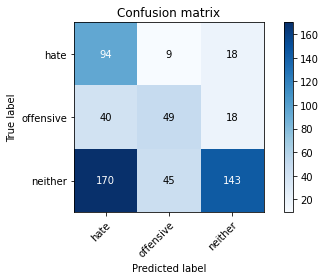 Confusion matrix
hate 94 9 18
offensive 40 49 18
neither 170 45 143
hate offensive neither
True label
Predicted label
160
140
120
100
80
60
40
20